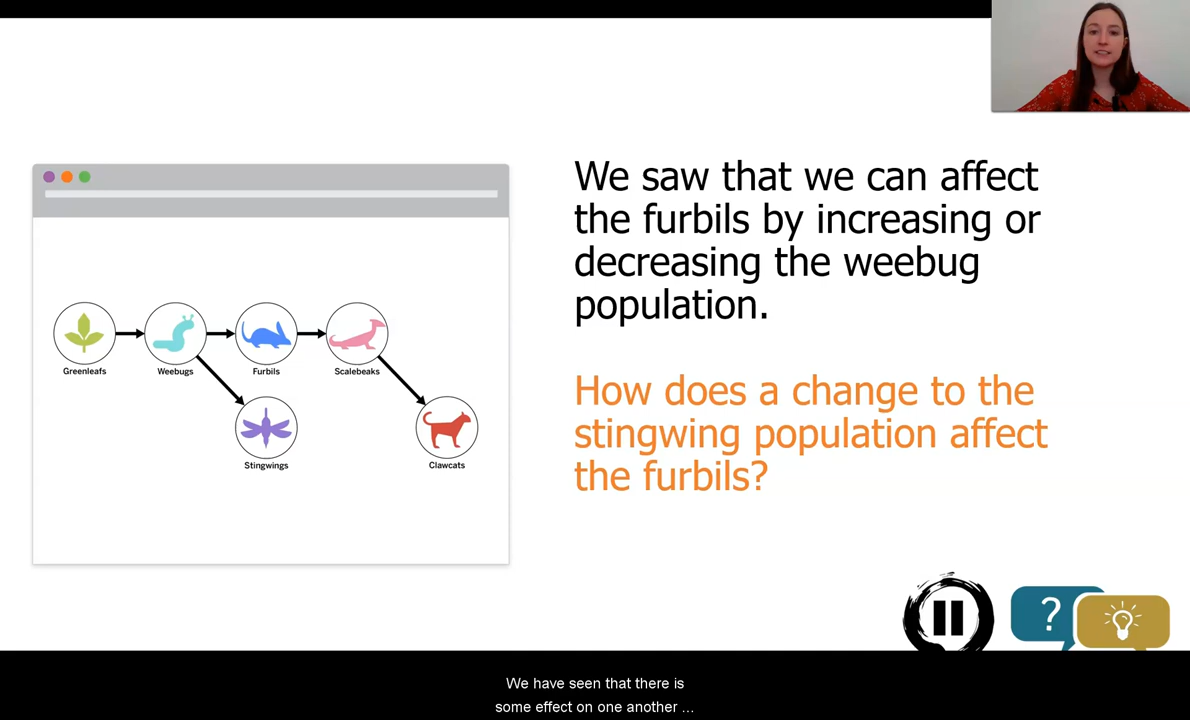 We saw that we can affect
the furbils by increasing or
decreasing the weebug
population.
How does a change to the
stingwing population affect
the furbils?
Greenleafs
Weebugs
Furbils
Scalebeaks
Stingwings
Clawcats
?
We have seen that there is
some effect on one another ...